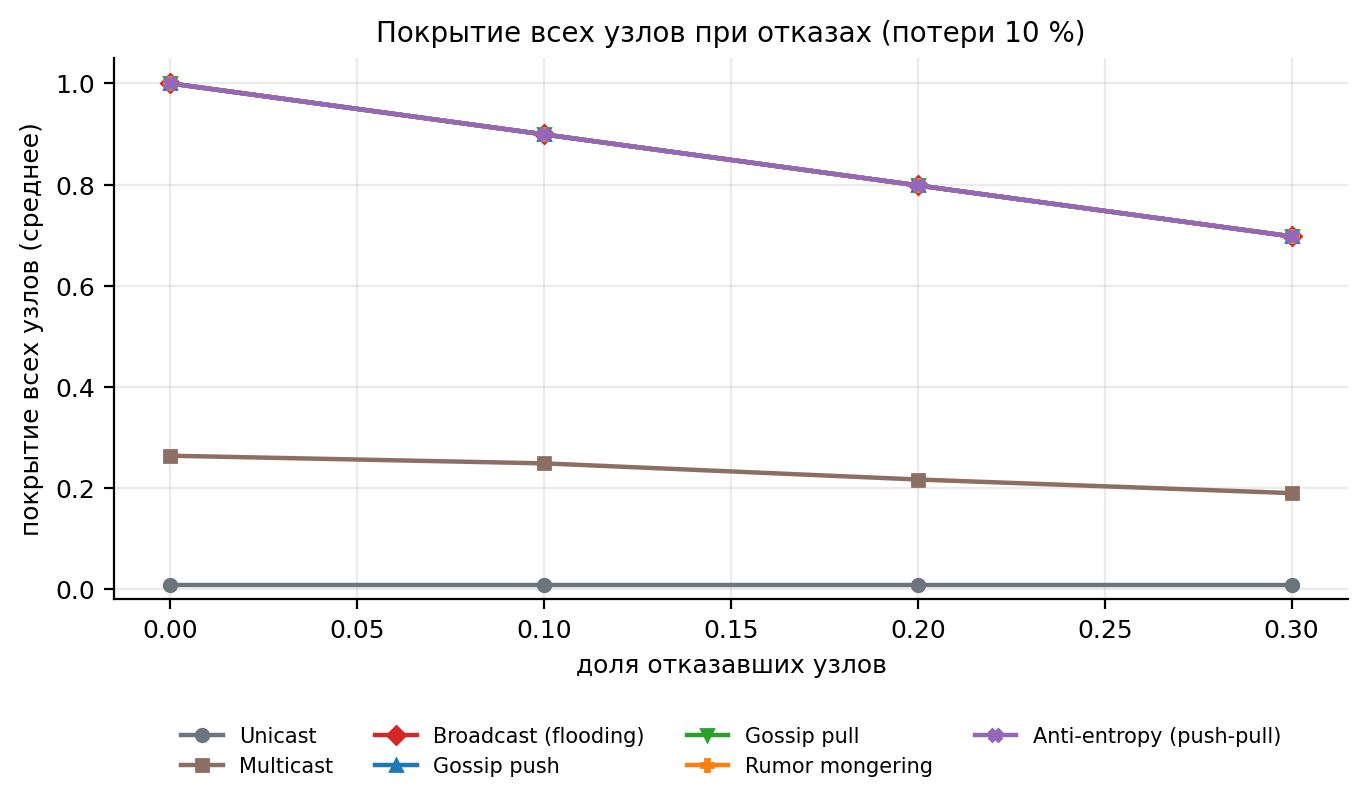 Покрытие всех узлов при отказах (потери 10 %)
покрытие всех узлов (среднее)
1.0
0.8
0.6
0.4
0.2
0.0
0.00 0.05 0.10 0.15 0.20 0.25 0.30
доля отказавших узлов
Unicast Broadcast (flooding) Gossip pull Anti-entropy (push-pull)
Multicast Gossip push Rumor mongering